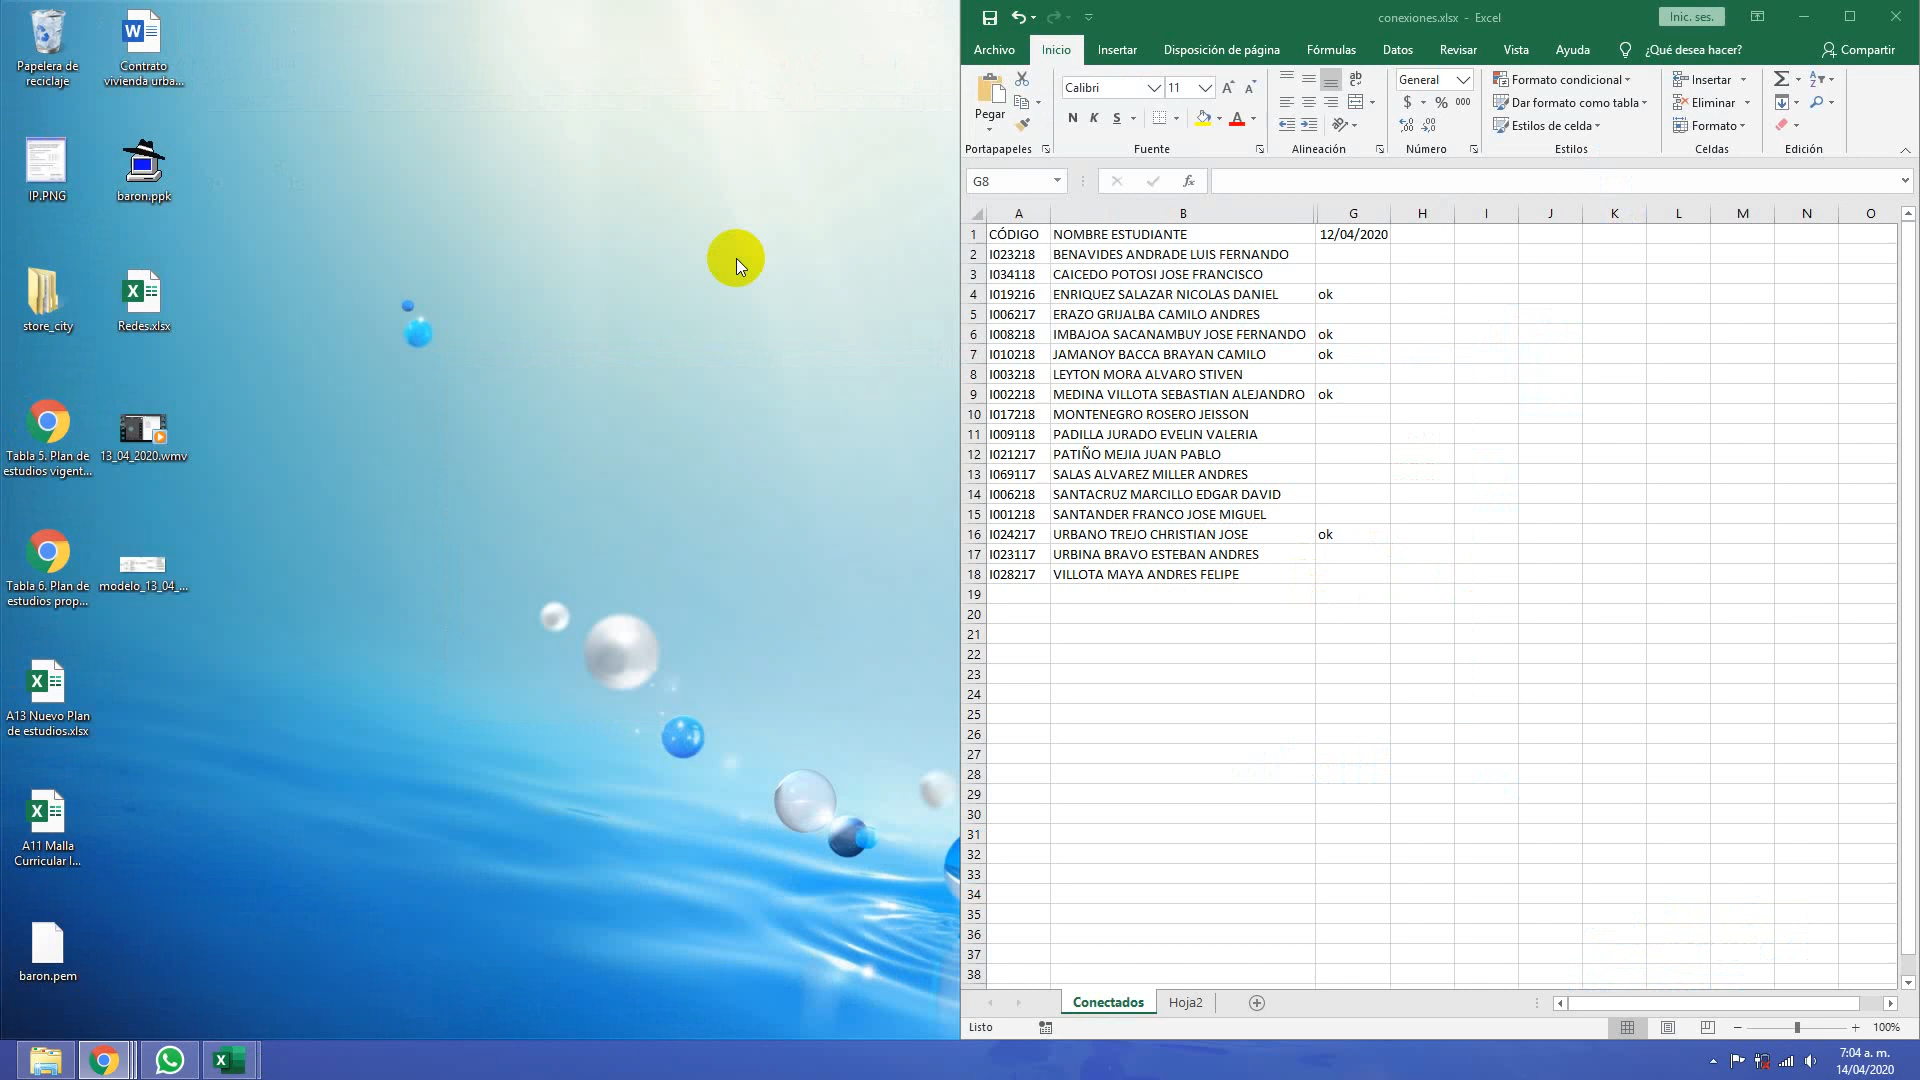 Papelera de
reciclaje
Contrato
vivienda urba...
IP.PNG
baron.ppk
store_city
Redes.xlsx
Tabla 5. Plan de
estudios vigent...
13_04_2020.wmv
Tabla 6. Plan de
estudios prop...
modelo_13_04_...
A13 Nuevo Plan
de estudios.xlsx
A11 Malla
Curricular I...
baron.pem
conexiones.xlsx - Excel
Inic. ses.
Archivo Inicio Insertar Disposición de página Fórmulas Datos Revisar Vista Ayuda ¿Qué desea hacer? Compartir
Pegar
Portapapeles
Calibri 11
N K S
Fuente
Alineación
General
$ % 000
Número
Formato condicional
Dar formato como tabla
Estilos de celda
Estilos
Insertar
Eliminar
Formato
Celdas
Edición
G8 fx
A B G H I J K L M N O
1 CÓDIGO NOMBRE ESTUDIANTE 12/04/2020
2 I023218 BENAVIDES ANDRADE LUIS FERNANDO
3 I034118 CAICEDO POTOSI JOSE FRANCISCO
4 I019216 ENRIQUEZ SALAZAR NICOLAS DANIEL ok
5 I006217 ERAZO GRIJALBA CAMILO ANDRES
6 I008218 IMBAJOA SACANAMBUY JOSE FERNANDO ok
7 I010218 JAMANOY BACCA BRAYAN CAMILO ok
8 I003218 LEYTON MORA ALVARO STIVEN
9 I002218 MEDINA VILLOTA SEBASTIAN ALEJANDRO ok
10 I017218 MONTENEGRO ROSERO JEISSON
11 I009118 PADILLA JURADO EVELIN VALERIA
12 I021217 PATIÑO MEJIA JUAN PABLO
13 I069117 SALAS ALVAREZ MILLER ANDRES
14 I006218 SANTACRUZ MARCILLO EDGAR DAVID
15 I001218 SANTANDER FRANCO JOSE MIGUEL
16 I024217 URBANO TREJO CHRISTIAN JOSE ok
17 I023117 URBINA BRAVO ESTEBAN ANDRES
18 I028217 VILLOTA MAYA ANDRES FELIPE
19
20
21
22
23
24
25
26
27
28
29
30
31
32
33
34
35
36
37
38
Conectados Hoja2
Listo
100%
7:04 a. m.
14/04/2020